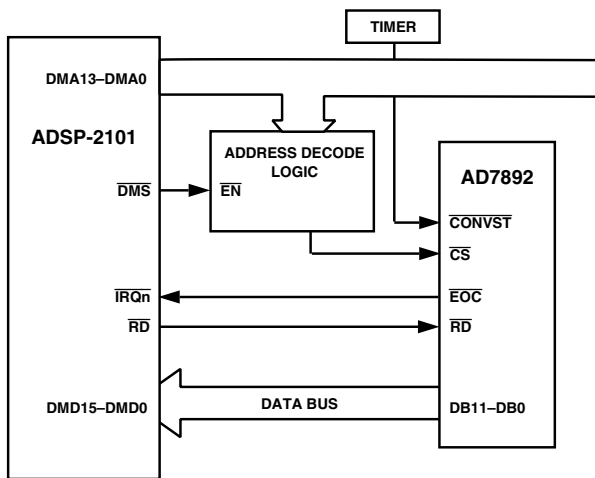 TIMER
DMA13–DMA0
ADSP-2101
ADDRESS DECODE
LOGIC
AD7892
DMS
EN
CONVST
CS
IRQn
EOC
RD
RD
DMD15–DMD0
DATA BUS
DB11–DB0